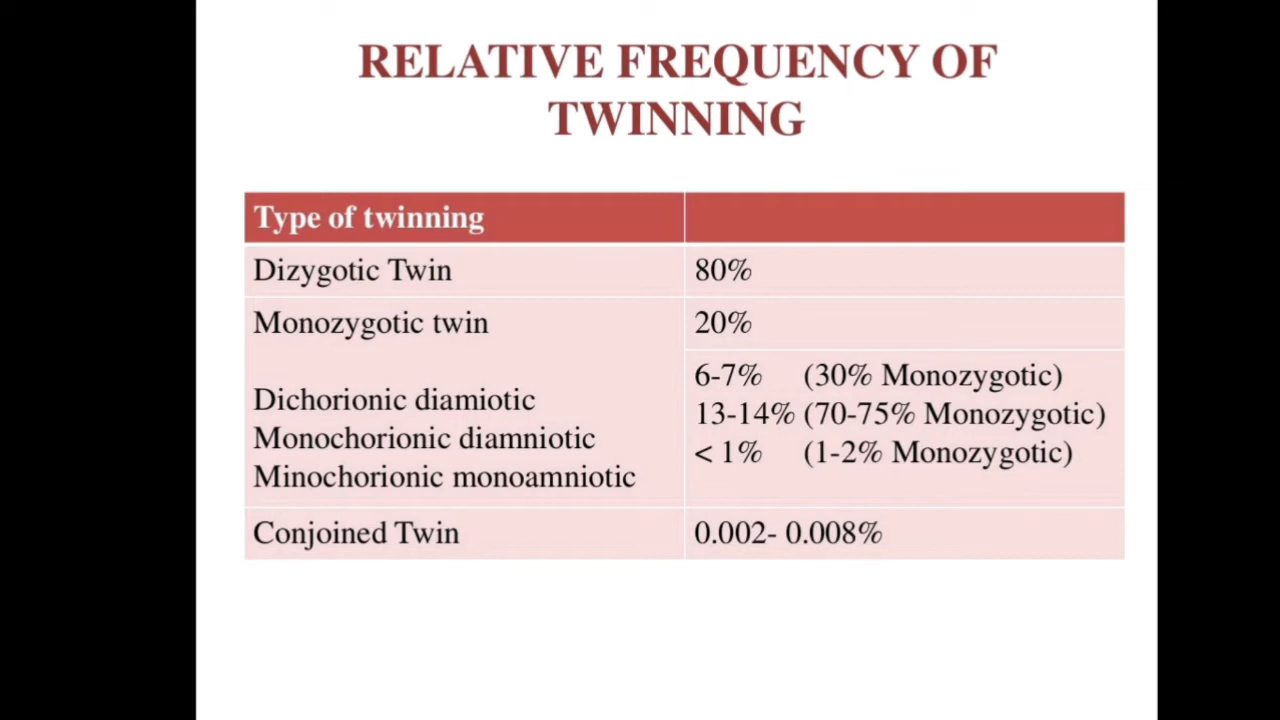 RELATIVE FREQUENCY OF
TWINNING
Type of twinning
Dizygotic Twin 80%
Monozygotic twin 20%
Dichorionic diamiotic 6-7% (30% Monozygotic)
Monochorionic diamniotic 13-14% (70-75% Monozygotic)
Minochorionic monoamniotic < 1% (1-2% Monozygotic)
Conjoined Twin 0.002- 0.008%